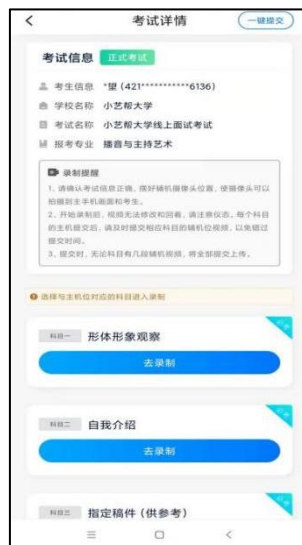 考试详情
一键提交
考试信息 正式考试
考生信息 *望 (421***********6136)
学校名称 小艺帮大学
考试名称 小艺帮大学线上面试考试
报考专业 播音与主持艺术
录制提醒
1、请确认考试信息正确，摆好辅机摄像头位置，使摄像头可以
拍摄到主手机画面和考生。
2、开始录制后，视频无法修改和回看，请注意仪态。每个科目
的主机提交后，请及时提交相应科目的辅机位视频，以免错过
提交时间。
3、提交时，无论科目有几段辅机视频，将全部提交上传。
选择与主机位对应的科目进入录制
科目一 形体形象观察
去录制
科目二 自我介绍
去录制
科目三 指定稿件（供参考）